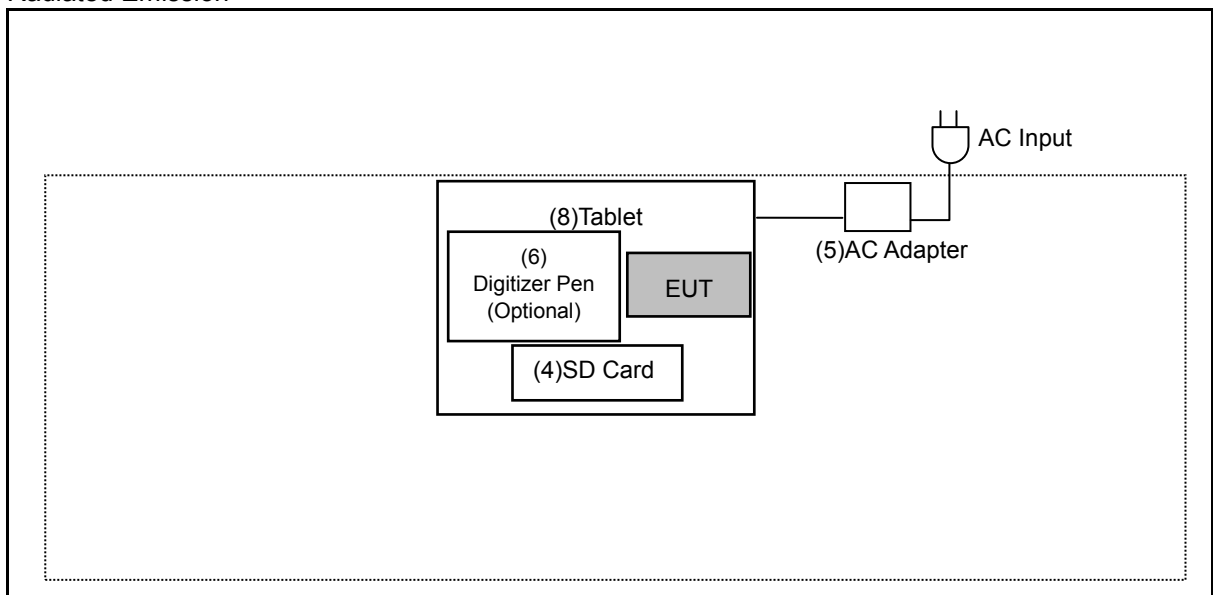 Radiated Emission
AC Input
(8)Tablet
(5)AC Adapter
(6)
Digitizer Pen
(Optional)
EUT
(4)SD Card